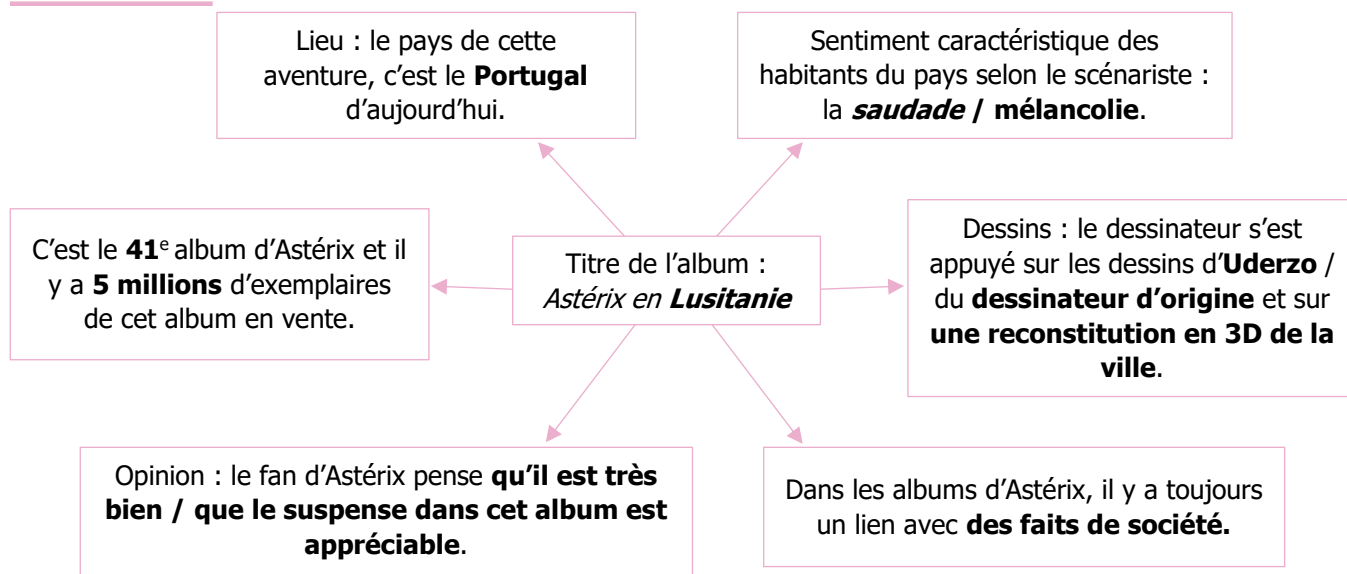 Lieu : le pays de cette
aventure, c’est le Portugal
d’aujourd’hui.
Sentiment caractéristique des
habitants du pays selon le scénariste :
la saudade / mélancolie.
C’est le 41e album d’Astérix et il
y a 5 millions d’exemplaires
de cet album en vente.
Titre de l’album :
Astérix en Lusitanie
Dessins : le dessinateur s’est
appuyé sur les dessins d’Uderzo /
du dessinateur d’origine et sur
une reconstitution en 3D de la
ville.
Opinion : le fan d’Astérix pense qu’il est très
bien / que le suspense dans cet album est
appréciable.
Dans les albums d’Astérix, il y a toujours
un lien avec des faits de société.